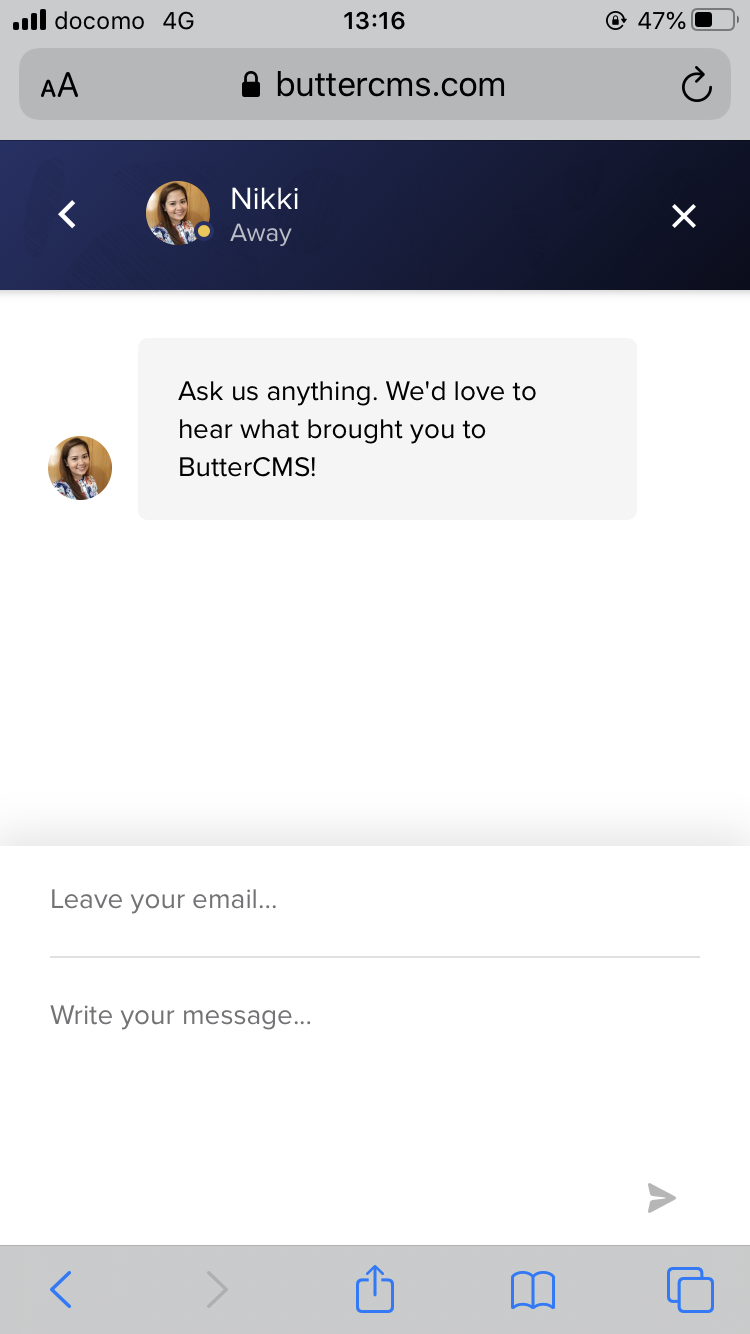 docomo 4G 13:16 47%
AA buttercms.com
Nikki
Away
Ask us anything. We'd love to
hear what brought you to
ButterCMS!
Leave your email...
Write your message...